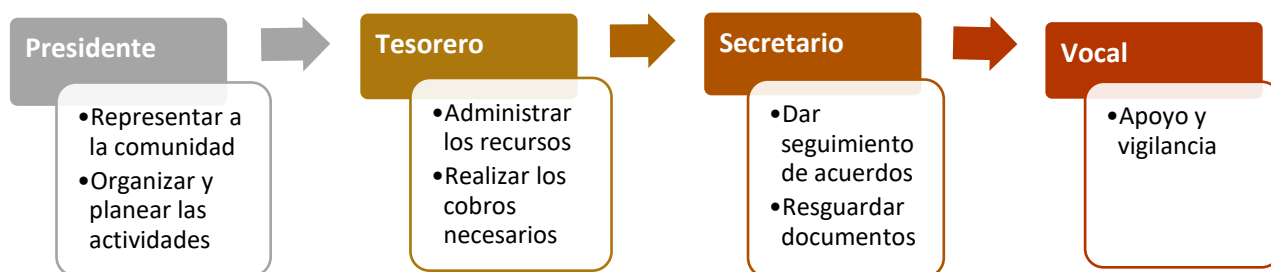 Presidente
•Representar a
la comunidad
•Organizar y
planear las
actividades
Tesorero
•Administrar
los recursos
•Realizar los
cobros
necesarios
Secretario
•Dar
seguimiento
de acuerdos
•Resguardar
documentos
Vocal
•Apoyo y
vigilancia